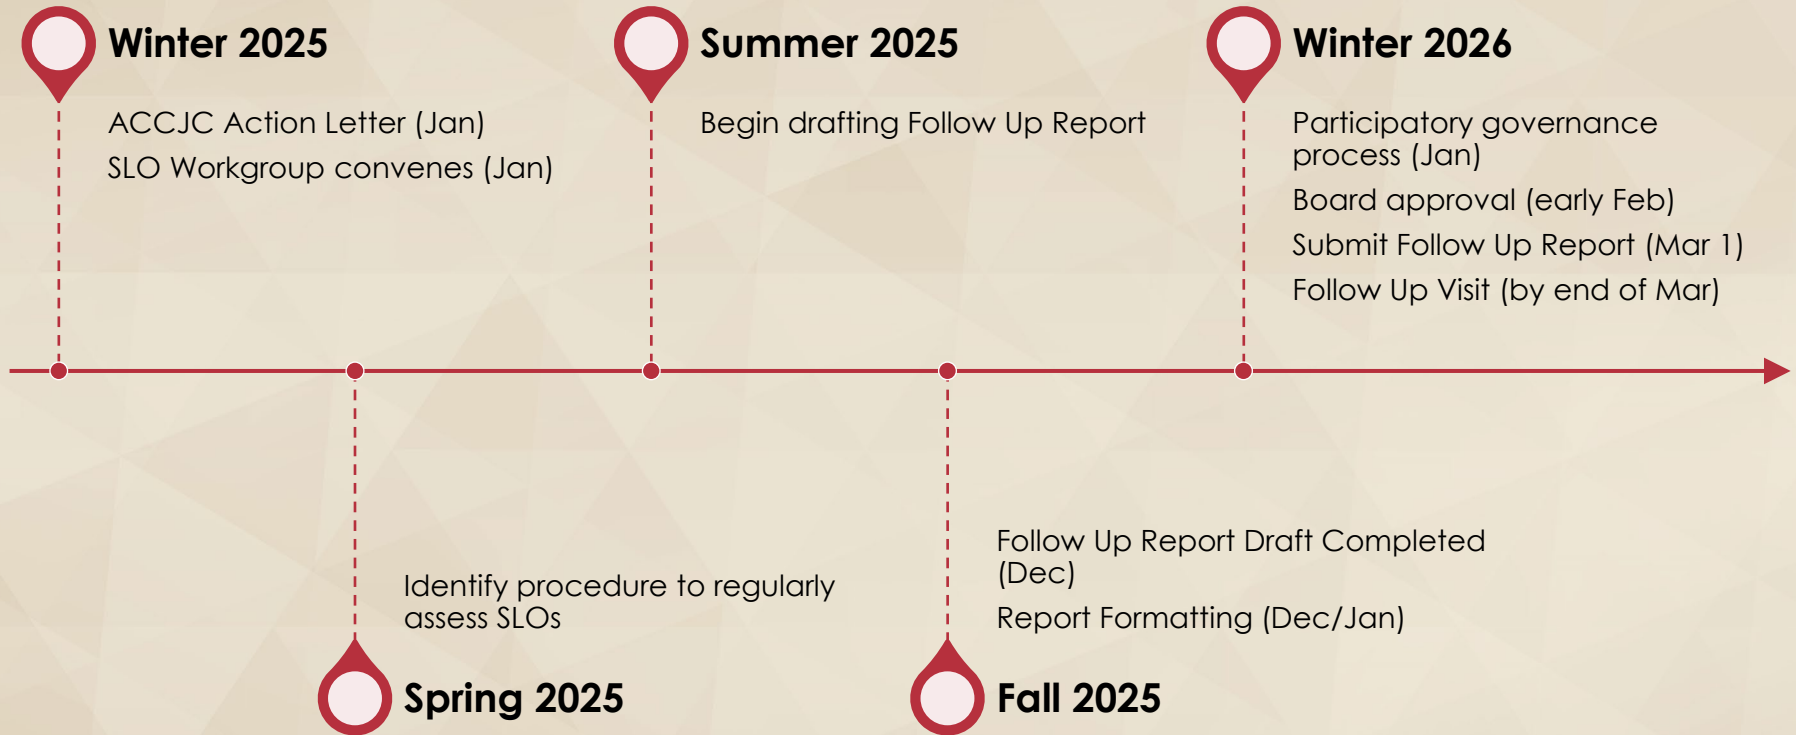 Winter 2025
ACCJC Action Letter (Jan)
SLO Workgroup convenes (Jan)
Summer 2025
Begin drafting Follow Up Report
Winter 2026
Participatory governance
process (Jan)
Board approval (early Feb)
Submit Follow Up Report (Mar 1)
Follow Up Visit (by end of Mar)
Identify procedure to regularly
assess SLOs
Spring 2025
Follow Up Report Draft Completed
(Dec)
Report Formatting (Dec/Jan)
Fall 2025